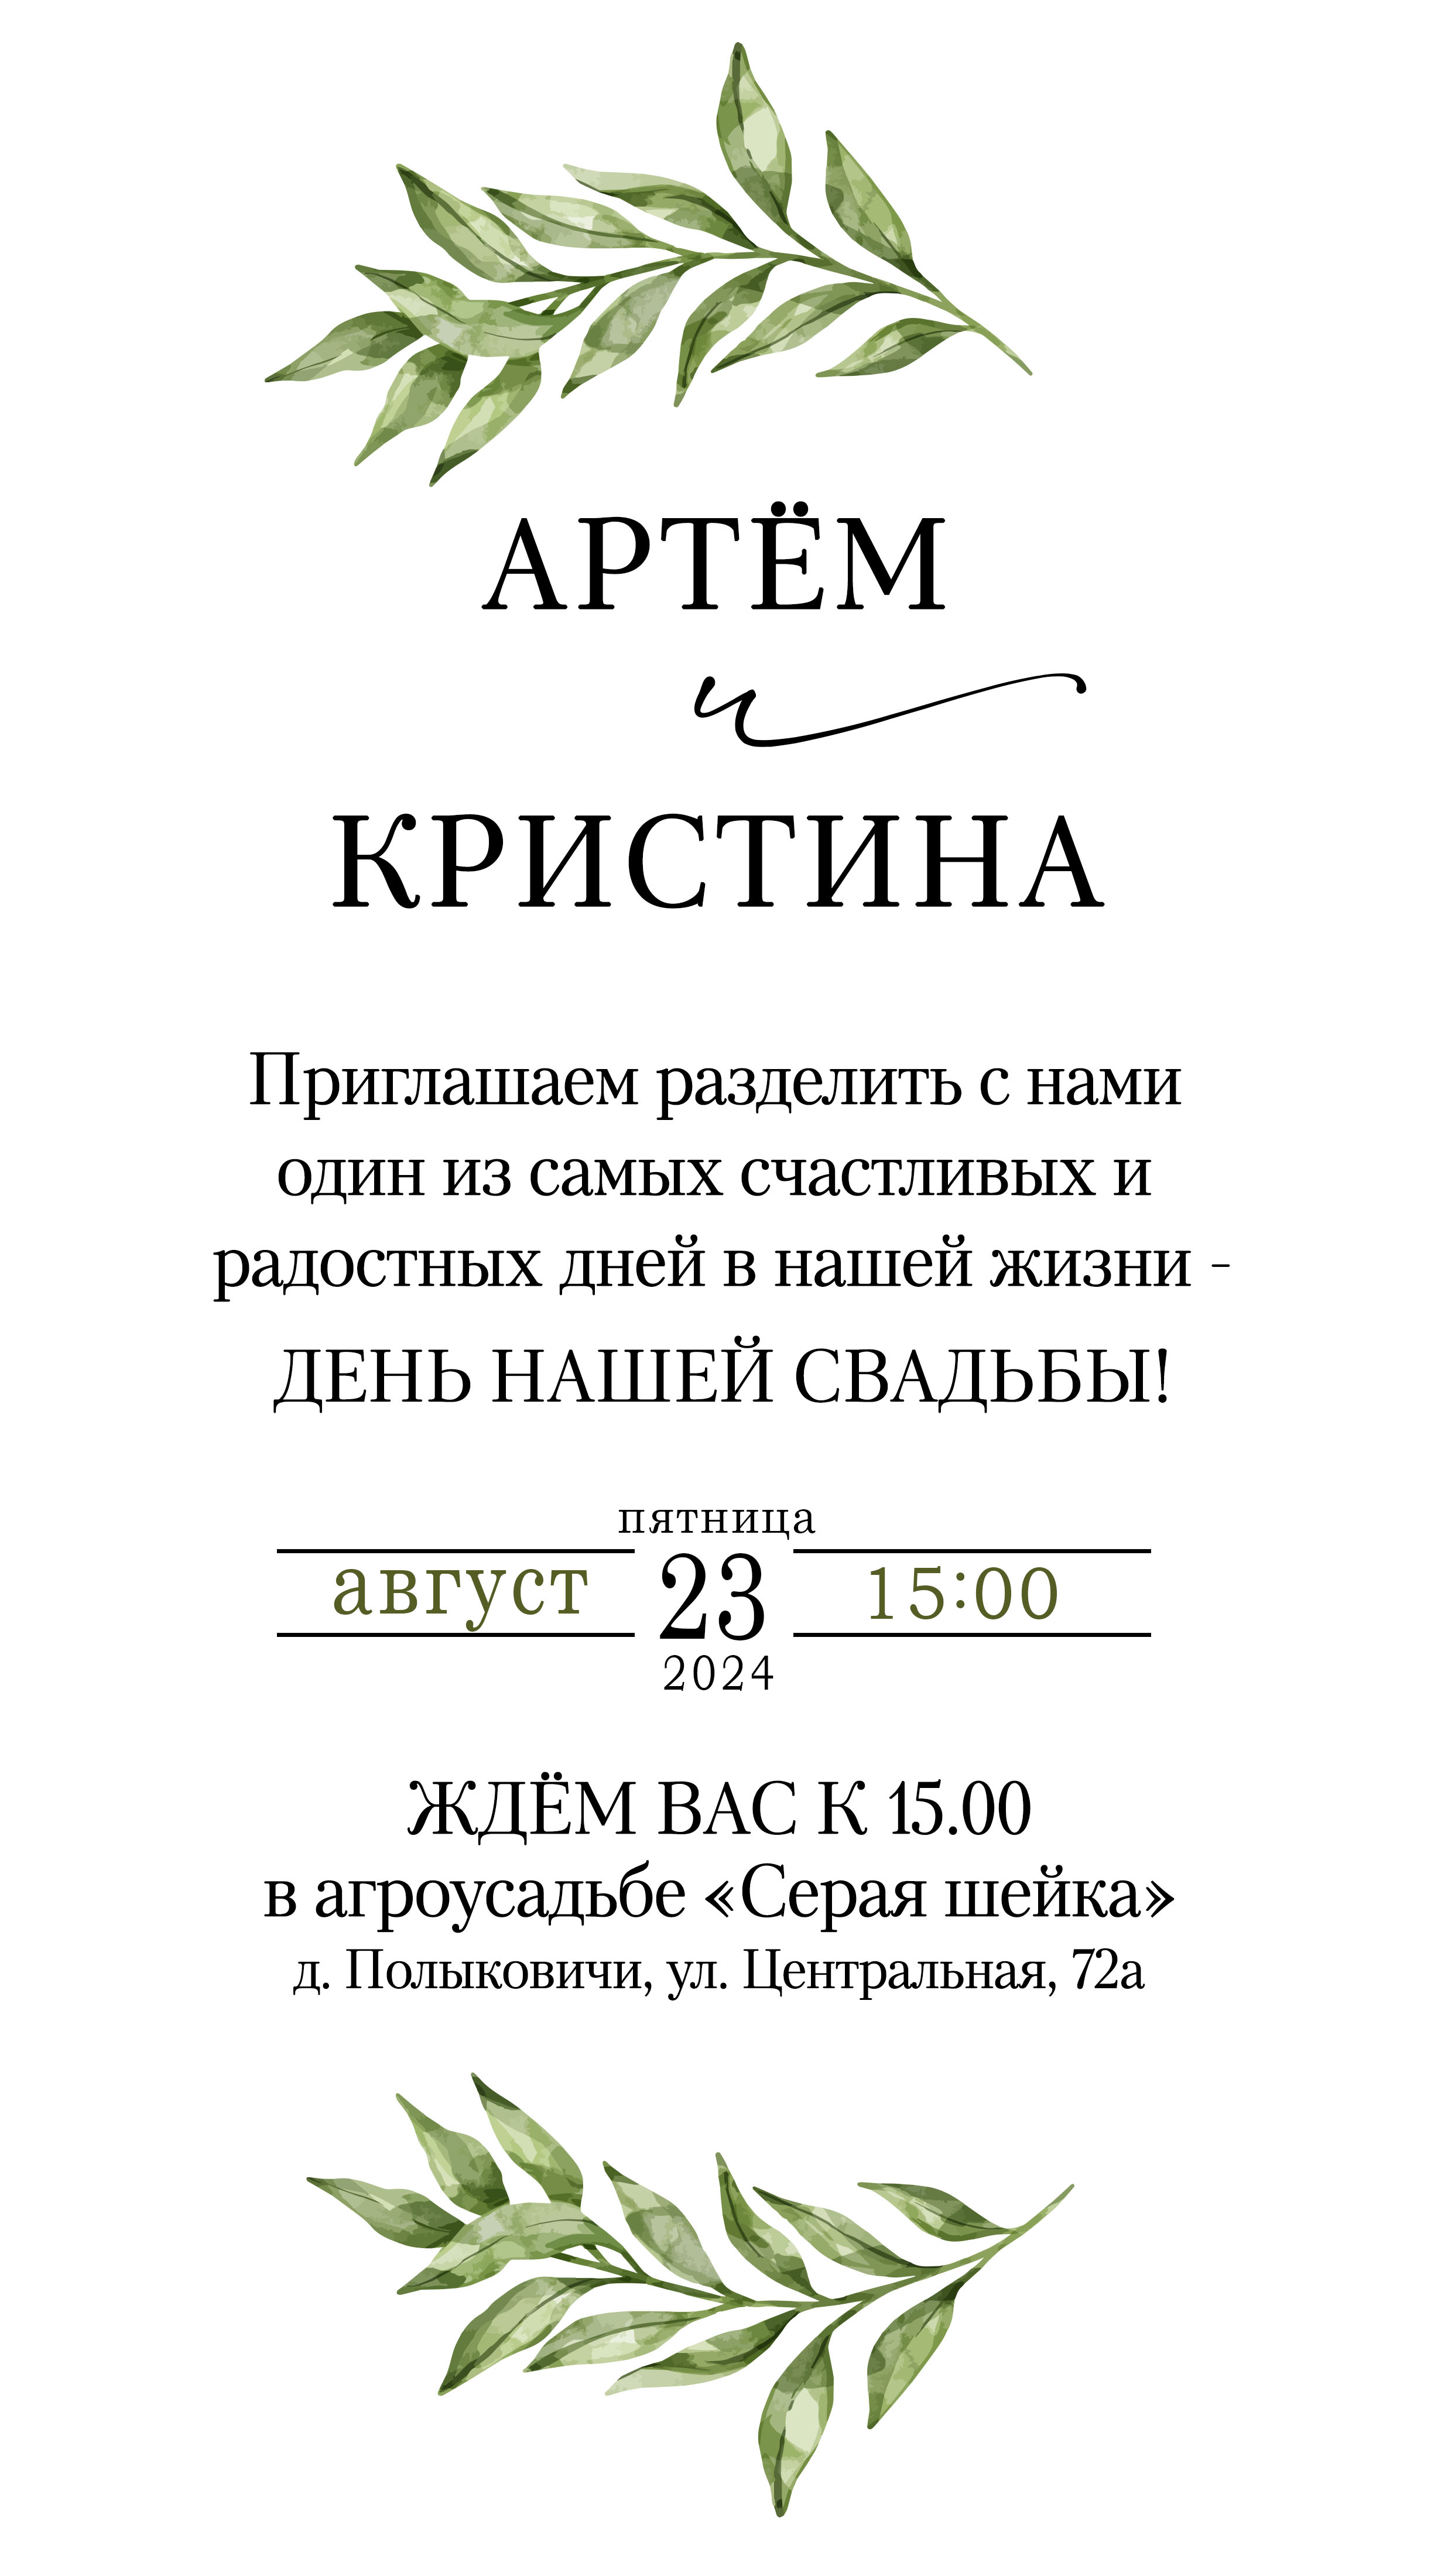 АРТЁМ
и
КРИСТИНА
Приглашаем разделить с нами
один из самых счастливых и
радостных дней в нашей жизни -
ДЕНЬ НАШЕЙ СВАДЬБЫ!
пятница
август 23 15:00
2024
ЖДЁМ ВАС К 15.00
в агроусадьбе «Серая шейка»
д. Полыковичи, ул. Центральная, 72а